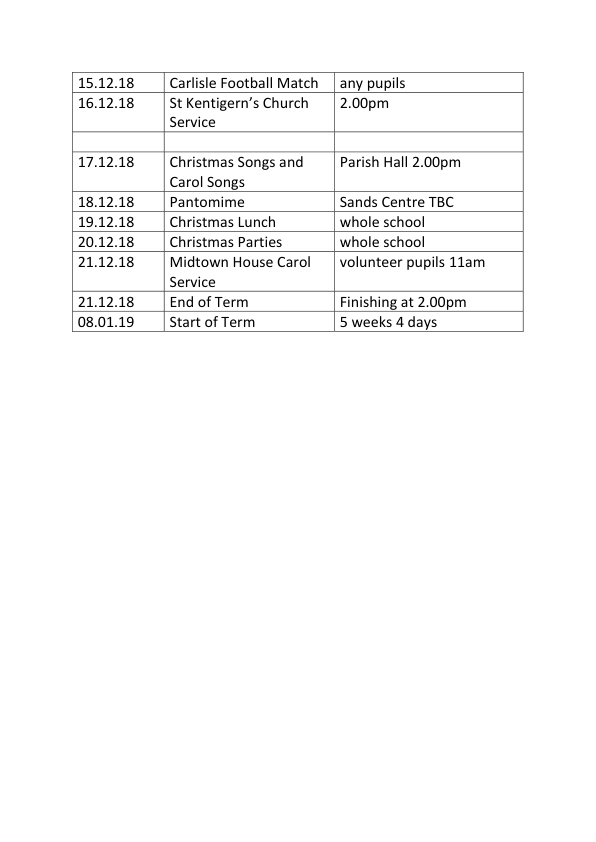 15.12.18 Carlisle Football Match any pupils
16.12.18 St Kentigern’s Church 2.00pm
Service
17.12.18 Christmas Songs and Parish Hall 2.00pm
Carol Songs
18.12.18 Pantomime Sands Centre TBC
19.12.18 Christmas Lunch whole school
20.12.18 Christmas Parties whole school
21.12.18 Midtown House Carol volunteer pupils 11am
Service
21.12.18 End of Term Finishing at 2.00pm
08.01.19 Start of Term 5 weeks 4 days